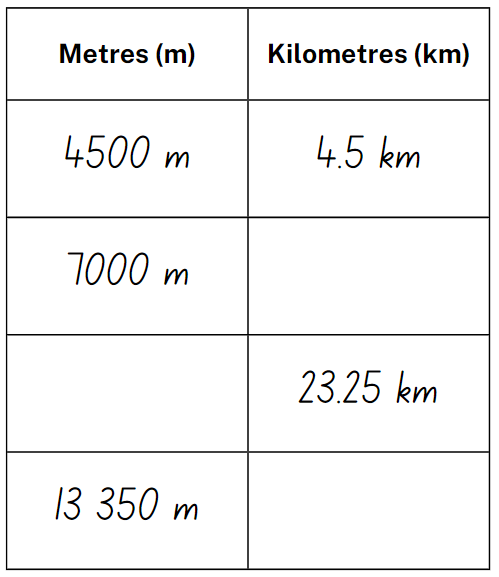 Metres (m) Kilometres (km)
4500 m 4.5 km
7000 m
23.25 km
13 350 m